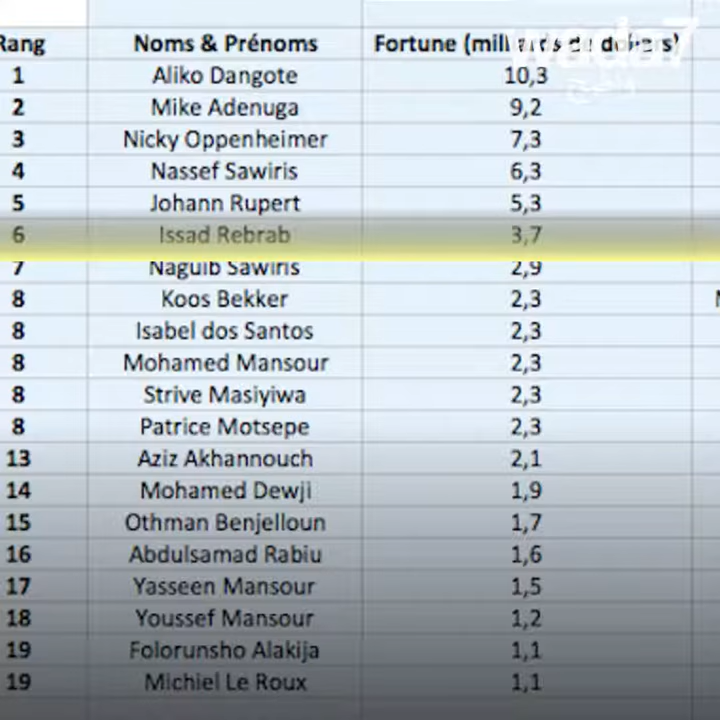 Rang Noms & Prénoms Fortune (milliards de dollars)
1 Aliko Dangote 10,3
2 Mike Adenuga 9,2
3 Nicky Oppenheimer 7,3
4 Nassef Sawiris 6,3
5 Johann Rupert 5,3
6 Issad Rebrab 3,7
7 Naguib Sawiris 2,9
8 Koos Bekker 2,3
8 Isabel dos Santos 2,3
8 Mohamed Mansour 2,3
8 Strive Masiyiwa 2,3
8 Patrice Motsepe 2,3
13 Aziz Akhannouch 2,1
14 Mohamed Dewji 1,9
15 Othman Benjelloun 1,7
16 Abdulsamad Rabiu 1,6
17 Yasseen Mansour 1,5
18 Youssef Mansour 1,2
19 Folorunsho Alakija 1,1
19 Michiel Le Roux 1,1